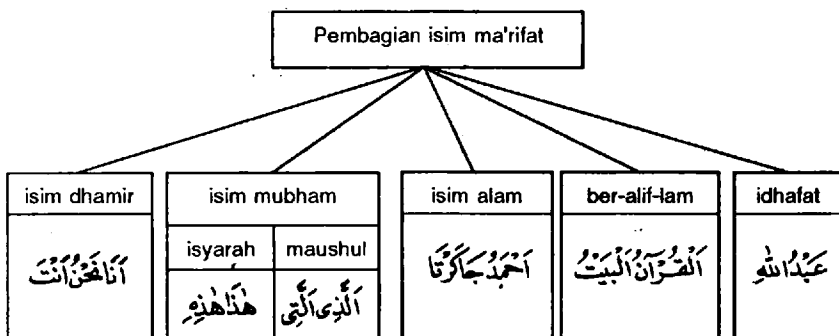 Pembagian isim ma'rifat
isim dhamir
اَنَا نَحْنُ اَنْتَ
isim mubham
isyarah
هٰذَا هٰذِهِ
maushul
اَلَّذِى اَلَّتِى
isim alam
اَحْمَدُ جَاكَرْتَا
ber-alif-lam
اَلْقُرْآنُ اَلْبَيْتُ
idhafat
عَبْدُ اللهِ